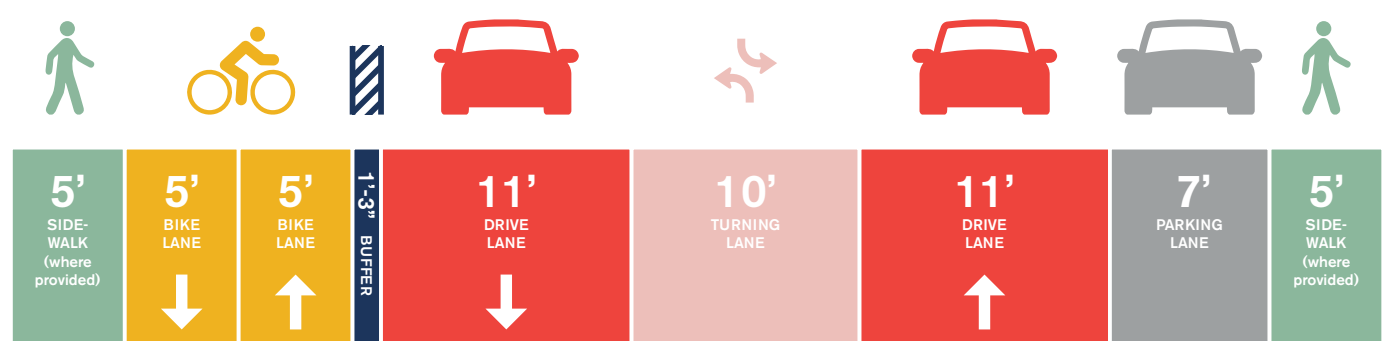 5’
SIDE-
WALK
(where
provided)
5’
BIKE
LANE
5’
BIKE
LANE
1’-3” BUFFER
11’
DRIVE
LANE
10’
TURNING
LANE
11’
DRIVE
LANE
7’
PARKING
LANE
5’
SIDE-
WALK
(where
provided)